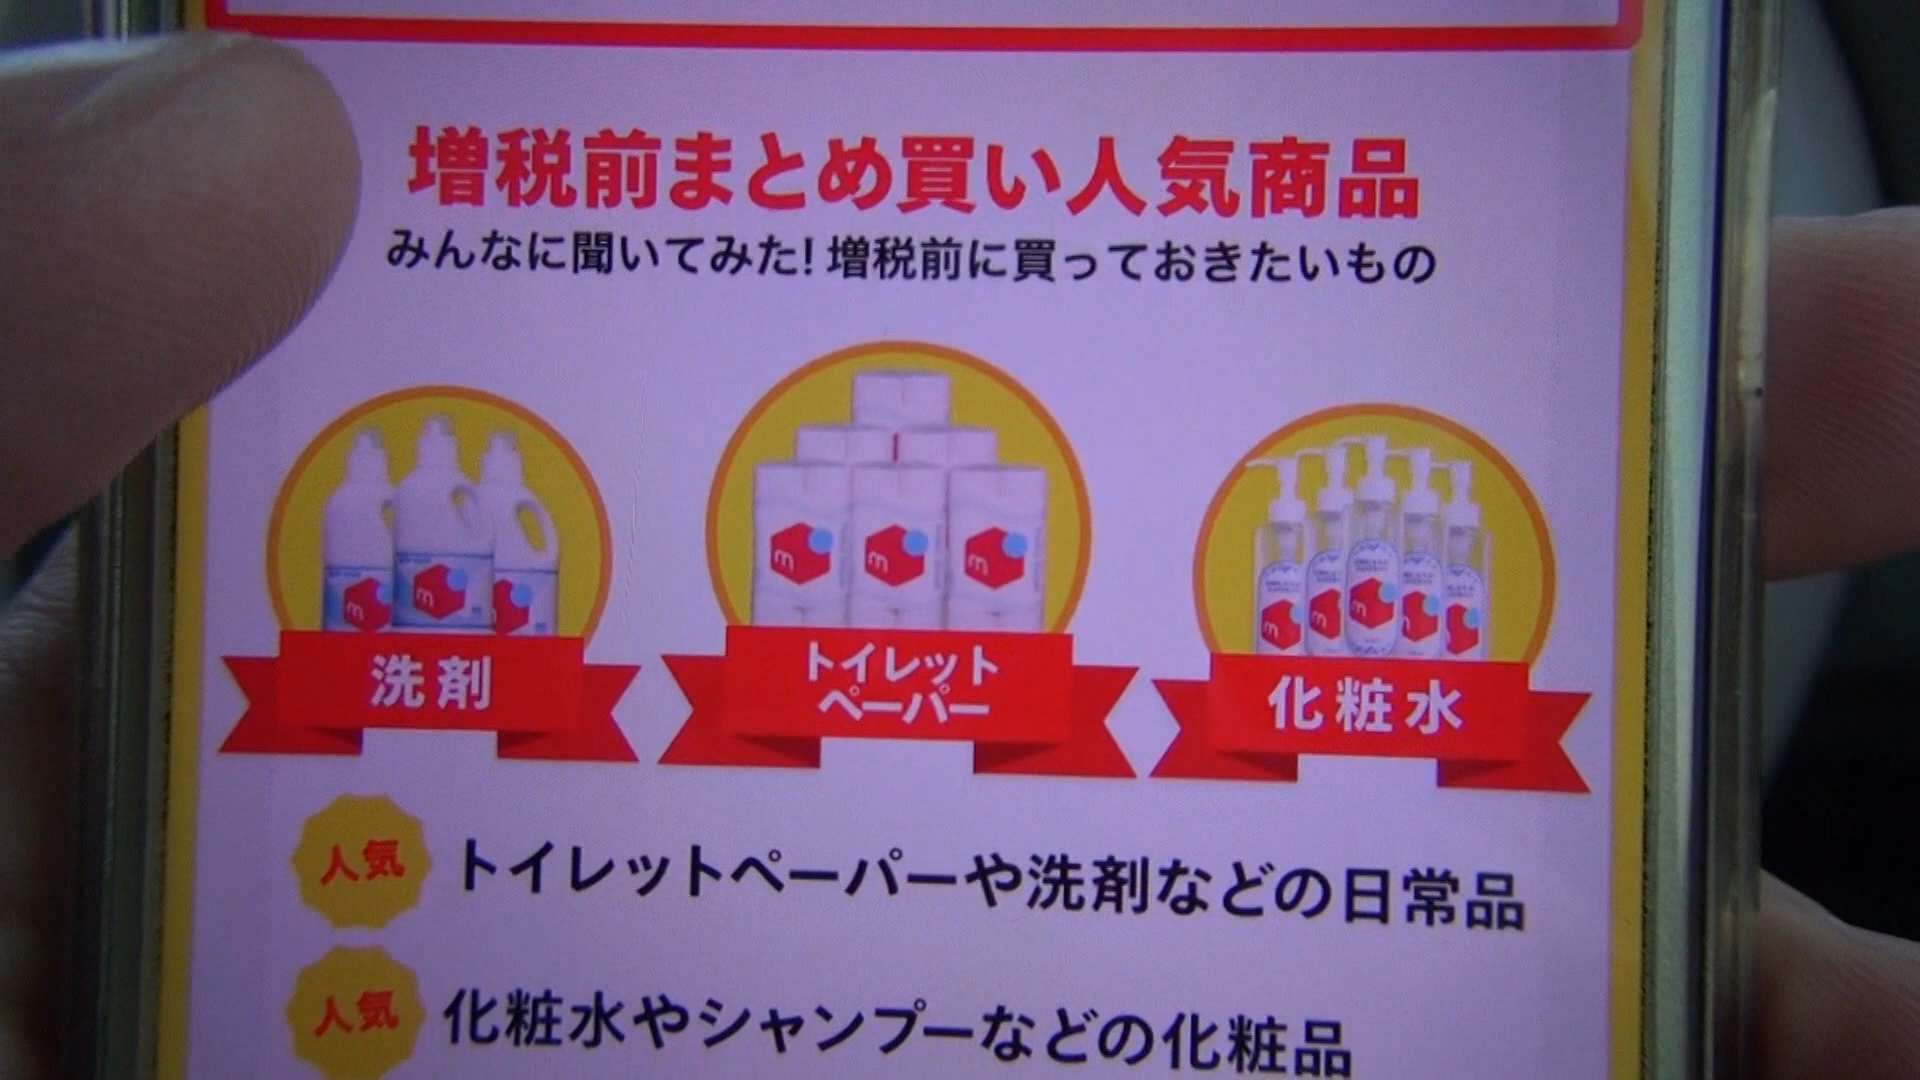 増税前まとめ買い人気商品
みんなに聞いてみた!増税前に買っておきたいもの
洗剤
トイレット
ペーパー
化粧水
人気 トイレットペーパーや洗剤などの日常品
人気 化粧水やシャンプーなどの化粧品